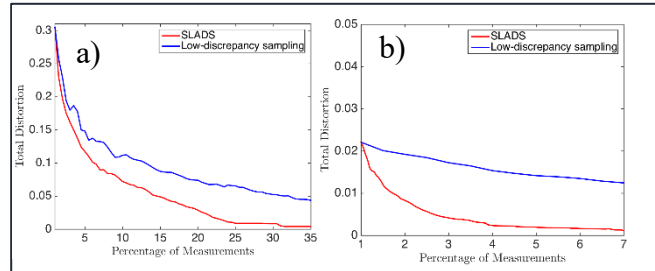 a)
SLADS
Low-discrepancy sampling
Total Distortion
0.3
0.25
0.2
0.15
0.1
0.05
0
5 10 15 20 25 30 35
Percentage of Measurements
b)
SLADS
Low-discrepancy sampling
Total Distortion
0.05
0.04
0.03
0.02
0.01
0
1 2 3 4 5 6 7
Percentage of Measurements